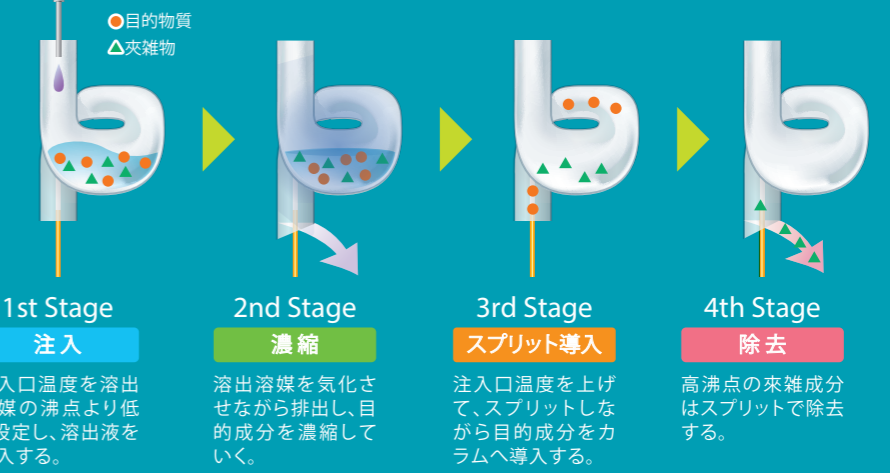 目的物質
夾雑物
1st Stage
注入
入口温度を溶出
媒の沸点より低
設定し、溶出液を
入する。
2nd Stage
濃縮
溶出溶媒を気化さ
せながら排出し、目
的成分を濃縮して
いく。
3rd Stage
スプリット導入
注入口温度を上げ
て、スプリットしな
がら目的成分をカ
ラムへ導入する。
4th Stage
除去
高沸点の来雑成分
はスプリットで除去
する。